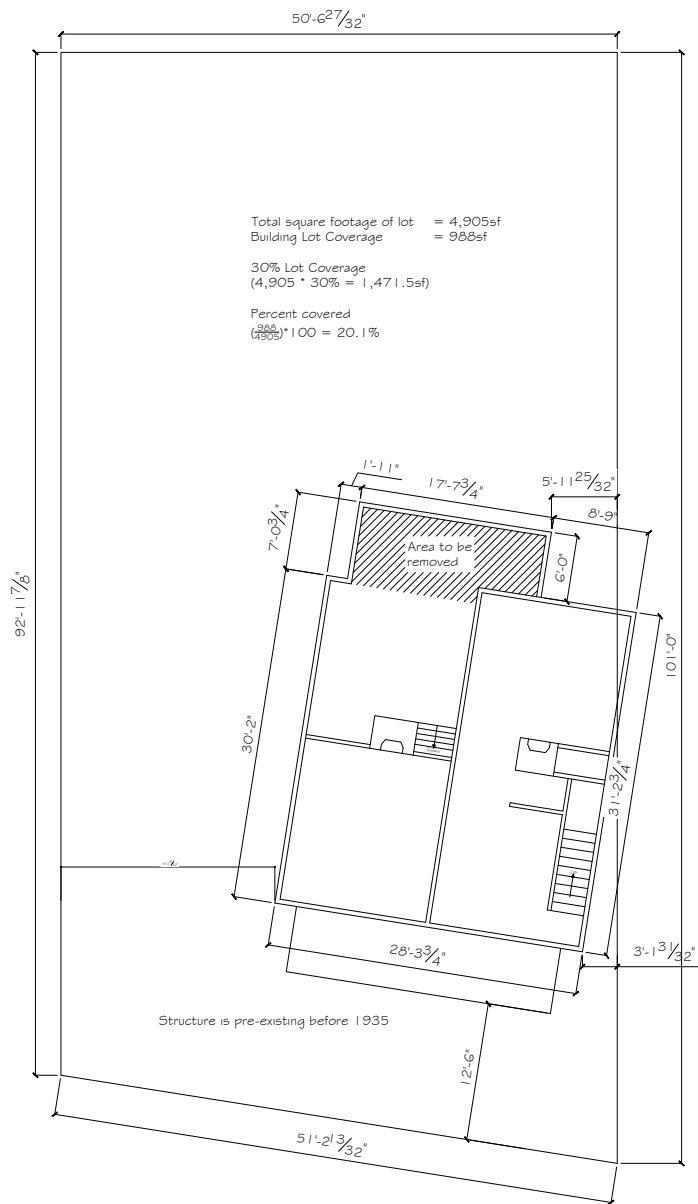 50'-6 27/32"
Total square footage of lot = 4,905sf
Building Lot Coverage = 988sf
30% Lot Coverage
(4,905 * 30% = 1,471.5sf)
Percent covered
(988/4905)*100 = 20.1%
1'-11"
17'-7 3/4"
5'-11 25/32"
8'-9"
7'-0 3/4"
Area to be
removed
6'-0"
92'-11 7/8"
101'-0"
30'-2"
31'-2 3/4"
28'-3 3/4"
3'-1 31/32"
Structure is pre-existing before 1935
12'-6"
51'-2 13/32"